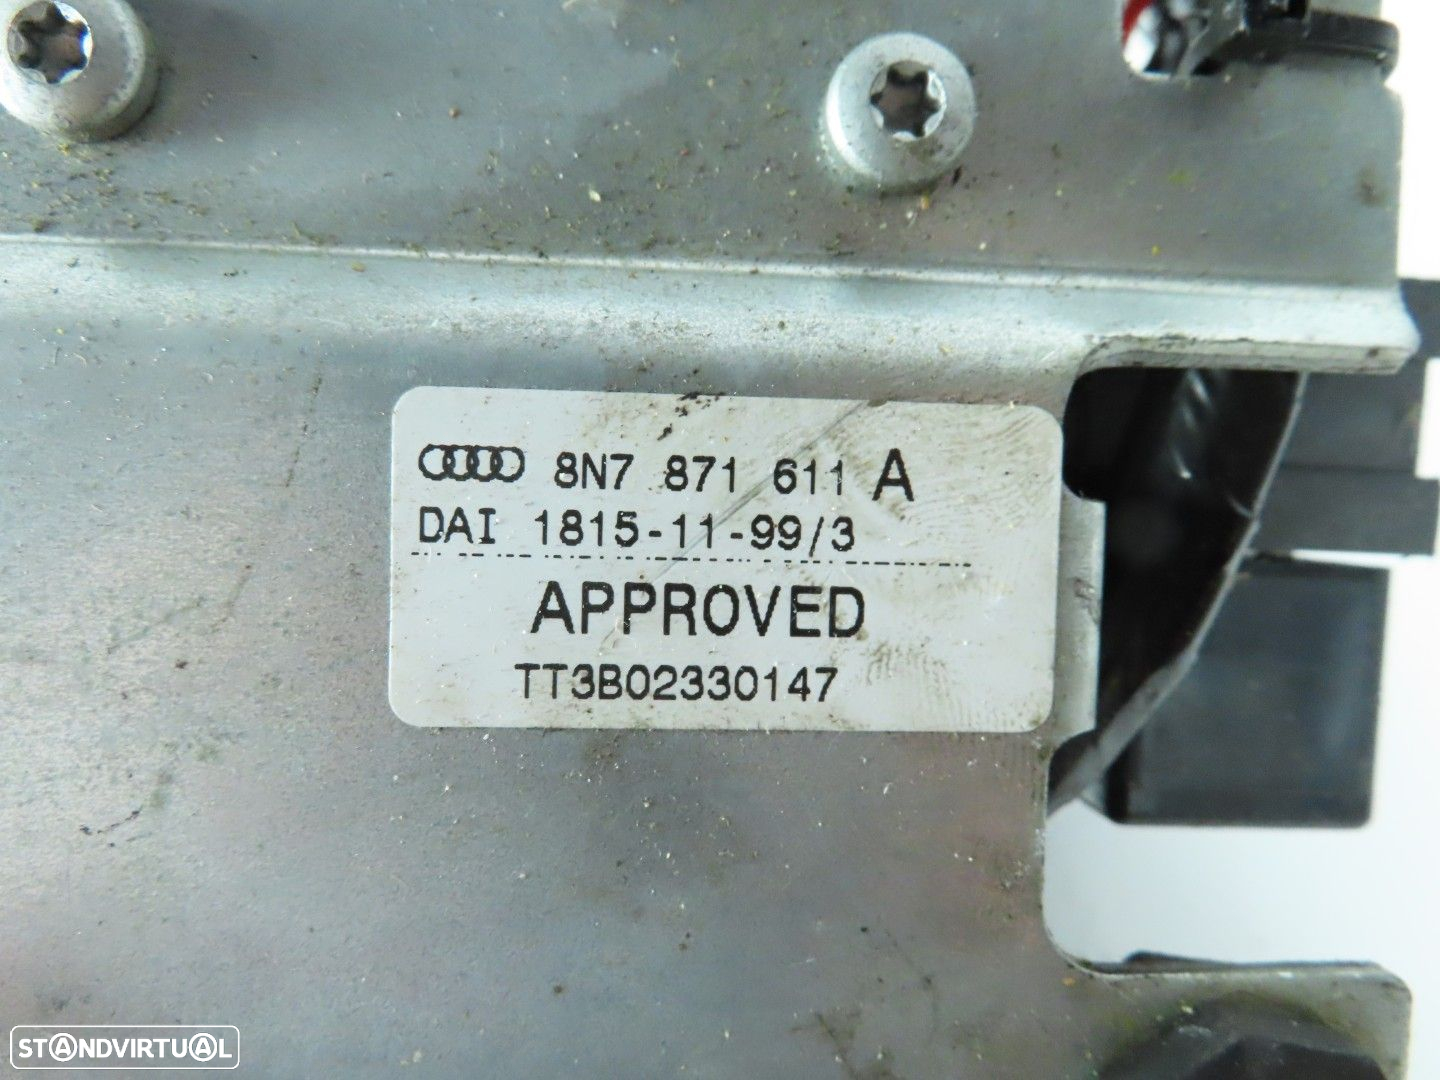 8N7 871 611 A
DAI 1815-11-99/3
APPROVED
TT3B02330147
STANDVIRTUAL